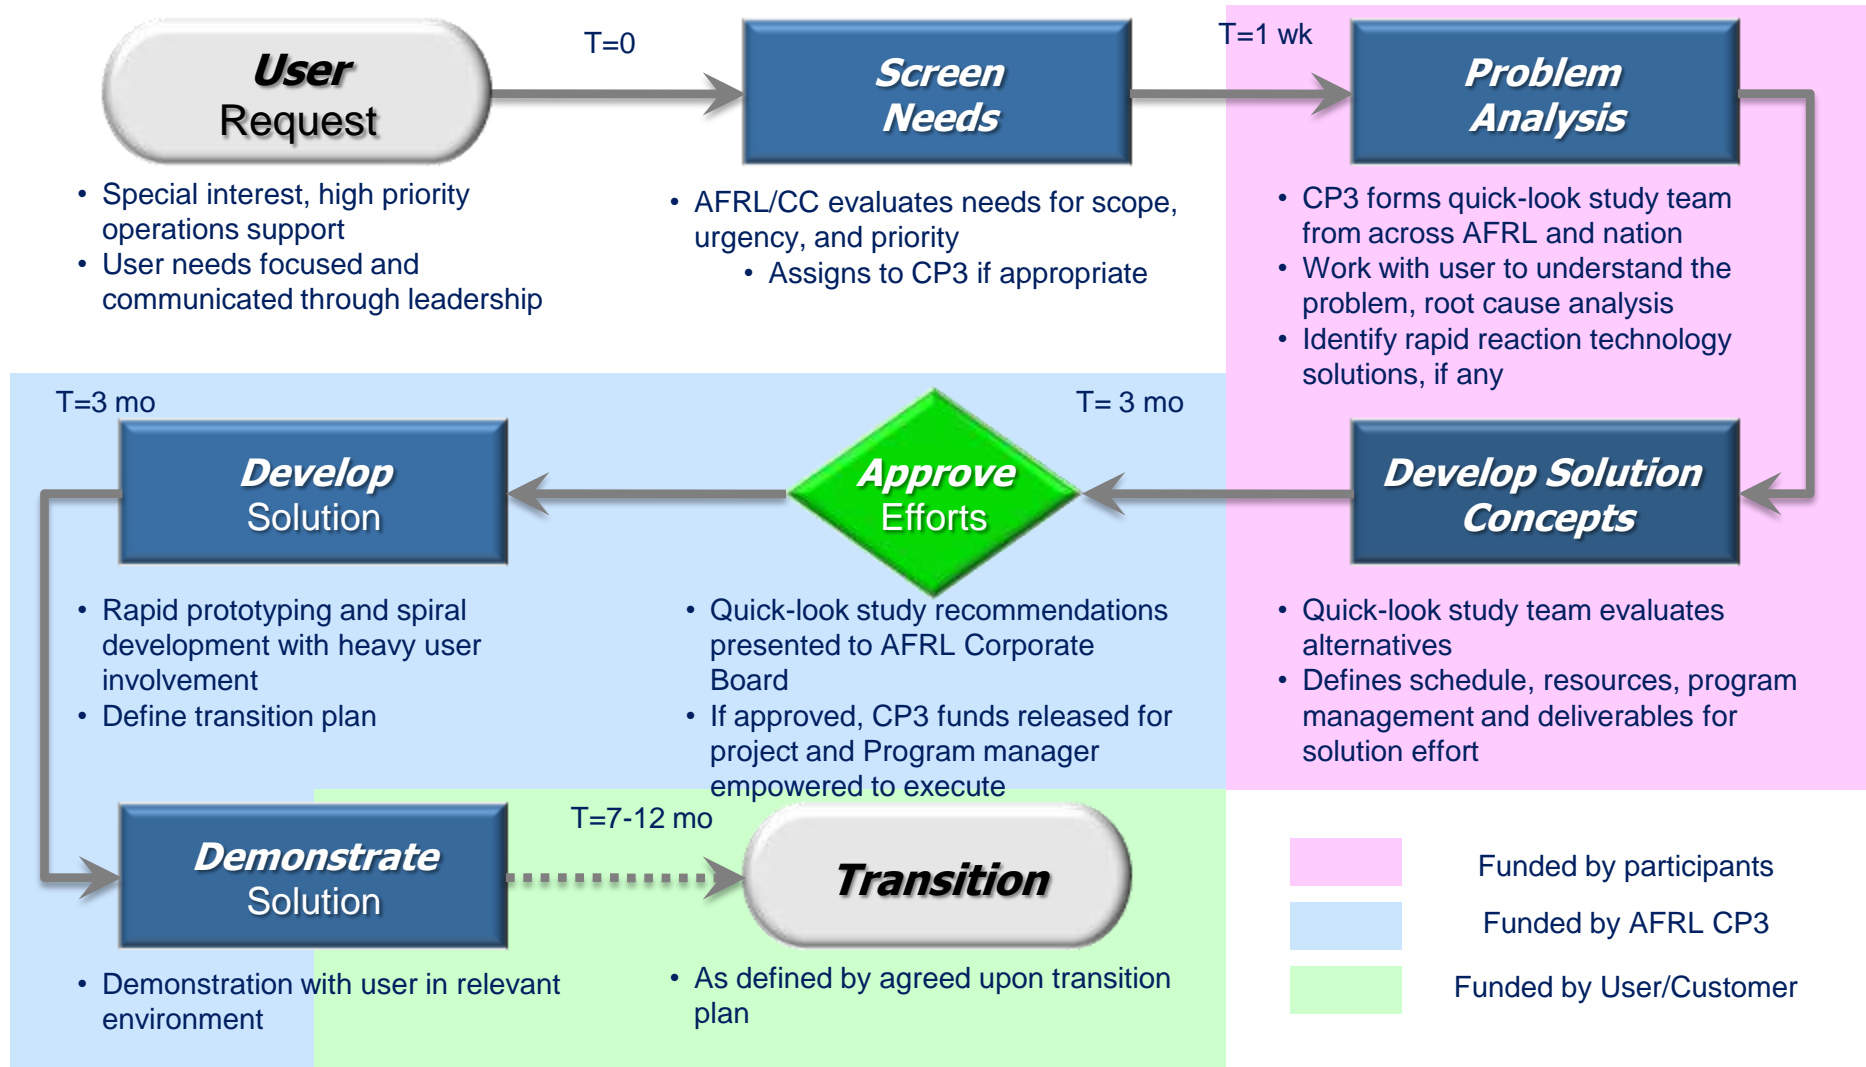 User
Request
T=0
Screen
Needs
T=1 wk
Problem
Analysis
• Special interest, high priority
operations support
• User needs focused and
communicated through leadership
• AFRL/CC evaluates needs for scope,
urgency, and priority
• Assigns to CP3 if appropriate
• CP3 forms quick-look study team
from across AFRL and nation
• Work with user to understand the
problem, root cause analysis
• Identify rapid reaction technology
solutions, if any
T=3 mo
Develop
Solution
Approve
Efforts
T= 3 mo
Develop Solution
Concepts
• Rapid prototyping and spiral
development with heavy user
involvement
• Define transition plan
• Quick-look study recommendations
presented to AFRL Corporate
Board
• If approved, CP3 funds released for
project and Program manager
empowered to execute
• Quick-look study team evaluates
alternatives
• Defines schedule, resources, program
management and deliverables for
solution effort
Demonstrate
Solution
T=7-12 mo
Transition
• Demonstration with user in relevant
environment
• As defined by agreed upon transition
plan
Funded by participants
Funded by AFRL CP3
Funded by User/Customer